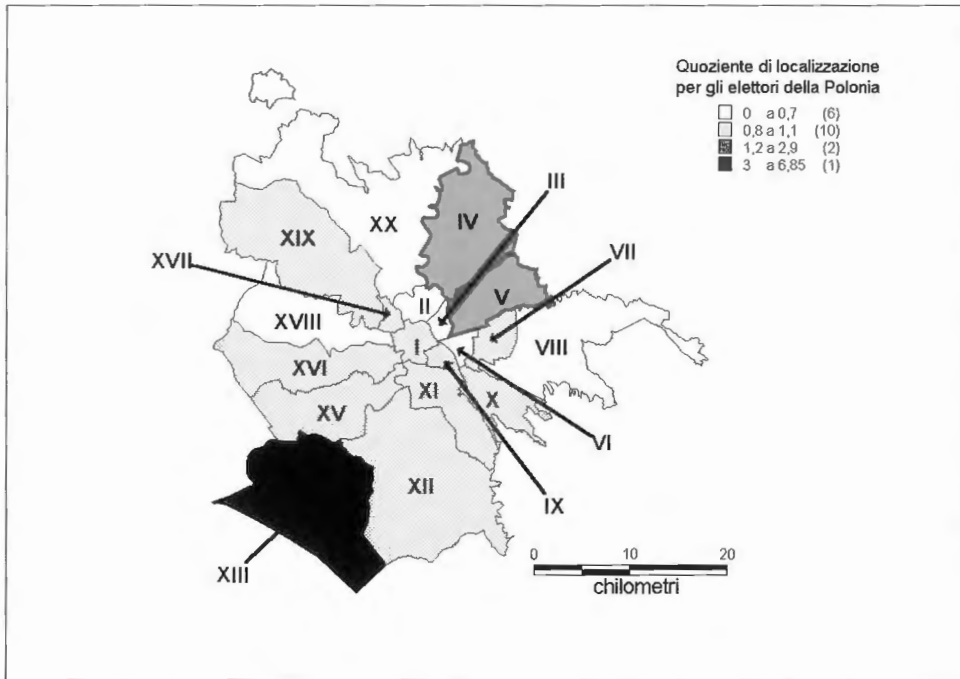 Quoziente di localizzazione
per gli elettori della Polonia
0 a 0,7 (6)
0,8 a 1,1 (10)
1,2 a 2,9 (2)
3 a 6,85 (1)
III
XX
IV
XIX
VII
XVII
II
V
XVIII
I
VIII
XVI
XI
X
XV
VI
XII
IX
XIII
0 10 20
chilometri